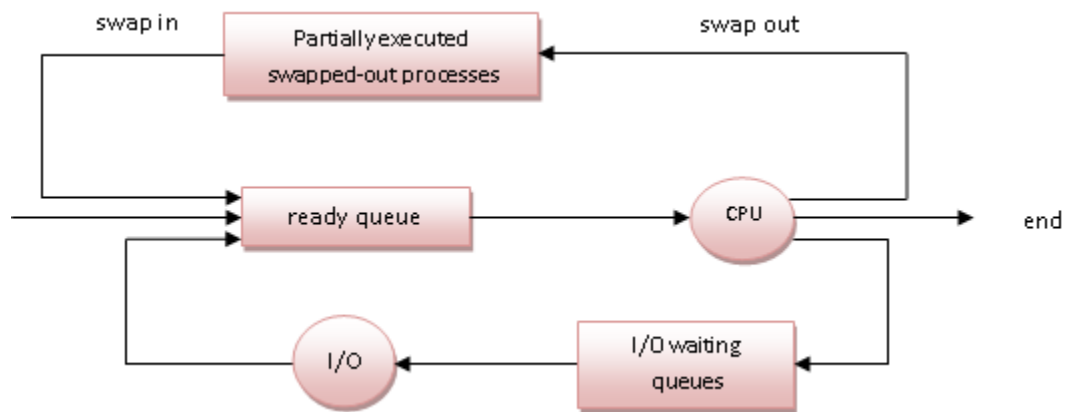 swap in
Partially executed
swapped-out processes
swap out
ready queue
CPU
end
I/O
I/O waiting
queues